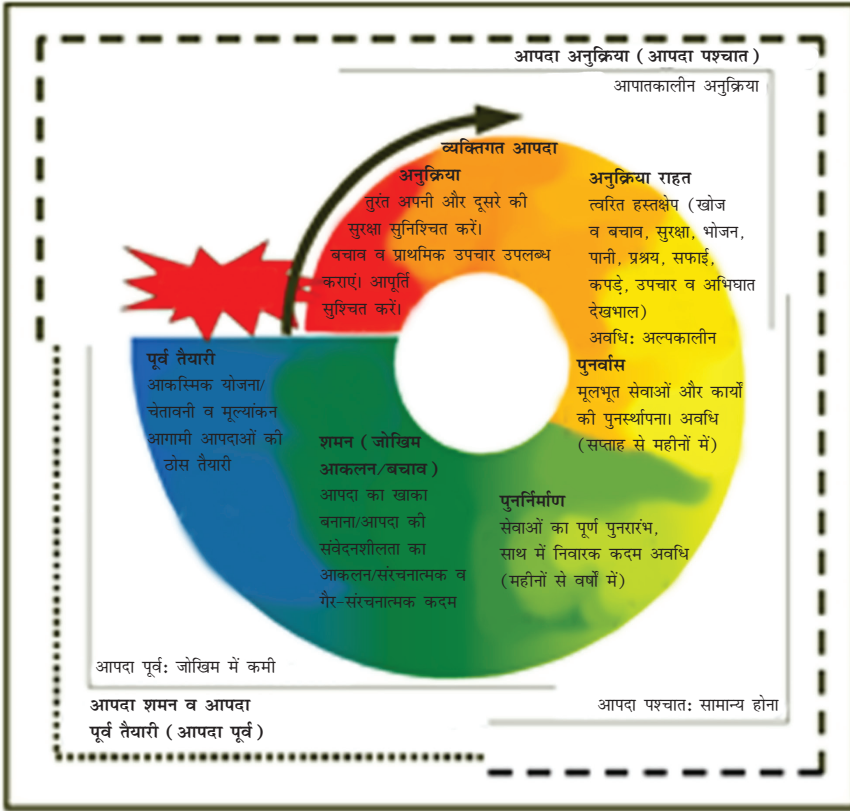 आपदा अनुक्रिया (आपदा पश्चात)
आपातकालीन अनुक्रिया
व्यक्तिगत आपदा
अनुक्रिया
तुरंत अपनी और दूसरे की
सुरक्षा सुनिश्चित करें।
बचाव व प्राथमिक उपचार उपलब्ध
कराएं। आपूर्ति
सुश्चित करें।
अनुक्रिया राहत
त्वरित हस्तक्षेप (खोज
व बचाव, सुरक्षा, भोजन,
पानी, प्रश्रय, सफाई,
कपड़े, उपचार व अभिघात
देखभाल)
अवधि: अल्पकालीन
पुनर्वास
मूलभूत सेवाओं और कार्यों
की पुनर्स्थापना। अवधि
(सप्ताह से महीनों में)
पुनर्निर्माण
सेवाओं का पूर्ण पुनरारंभ,
साथ में निवारक कदम अवधि
(महीनों से वर्षों में)
शमन (जोखिम
आकलन/बचाव)
आपदा का खाका
बनाना/आपदा की
संवेदनशीलता का
आकलन/संरचनात्मक व
गैर-संरचनात्मक कदम
पूर्व तैयारी
आकस्मिक योजना/
चेतावनी व मूल्यांकन
आगामी आपदाओं की
ठोस तैयारी
आपदा पूर्व: जोखिम में कमी
आपदा शमन व आपदा
पूर्व तैयारी (आपदा पूर्व)
आपदा पश्चात: सामान्य होना